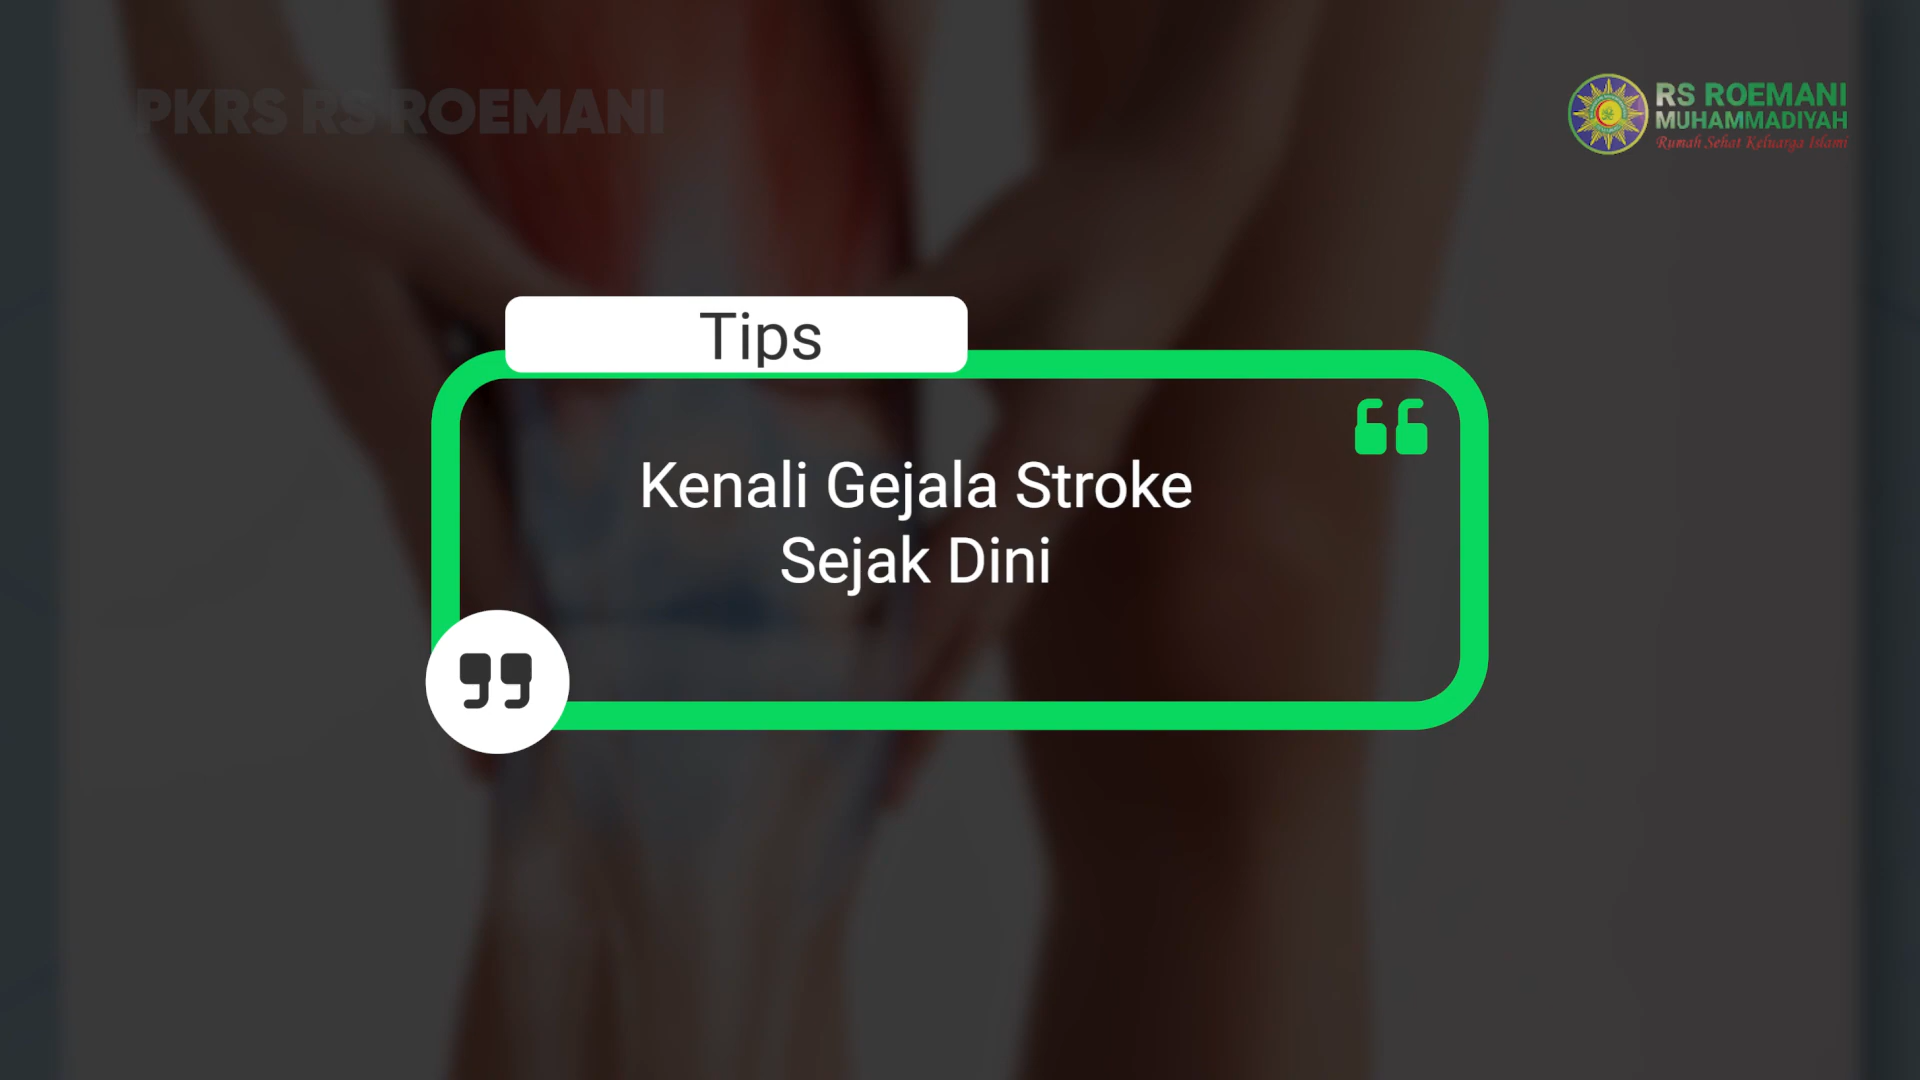 PKRS RS ROEMANI
RS ROEMANI
MUHAMMADIYAH
Rumah Sehat Keluarga Islami
Tips
Kenali Gejala Stroke
Sejak Dini